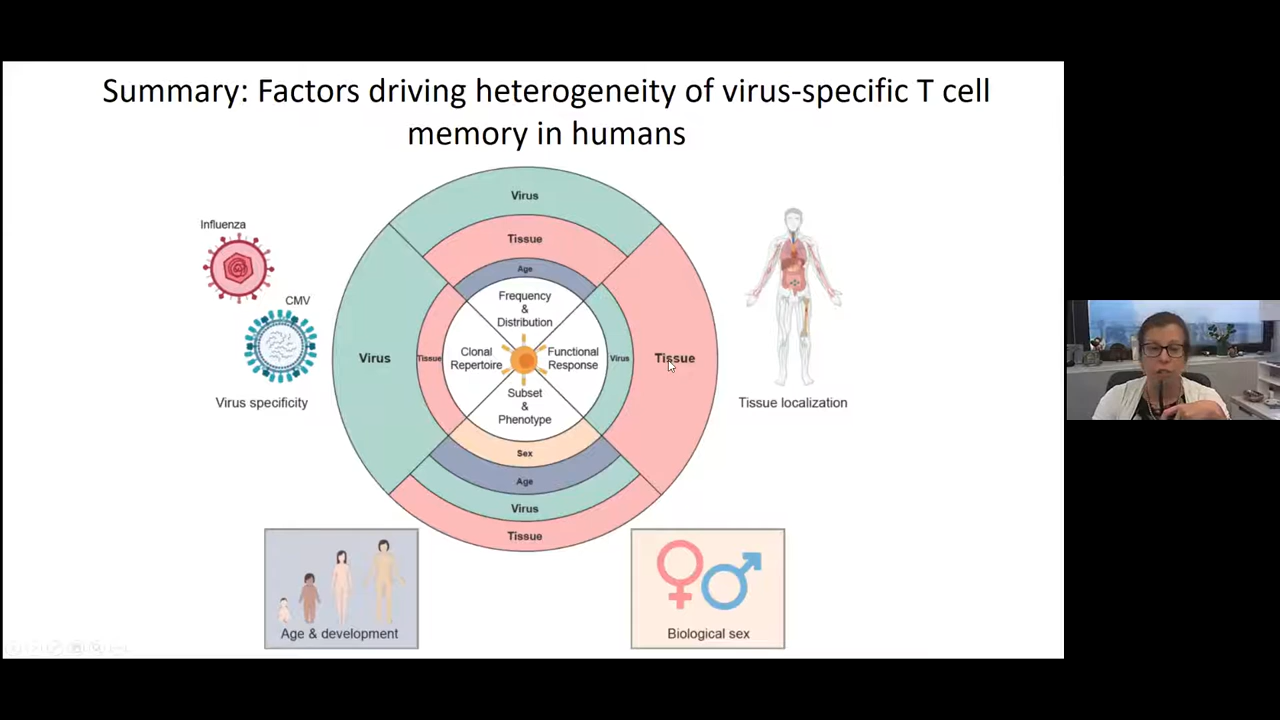 Summary: Factors driving heterogeneity of virus-specific T cell
memory in humans
Influenza
CMV
Virus specificity
Virus
Tissue
Age
Frequency
&
Distribution
Virus
Tissue
Clonal
Repertoire
Functional
Response
Virus
Tissue
Subset
&
Phenotype
Sex
Age
Virus
Tissue
Tissue localization
Age & development
Biological sex